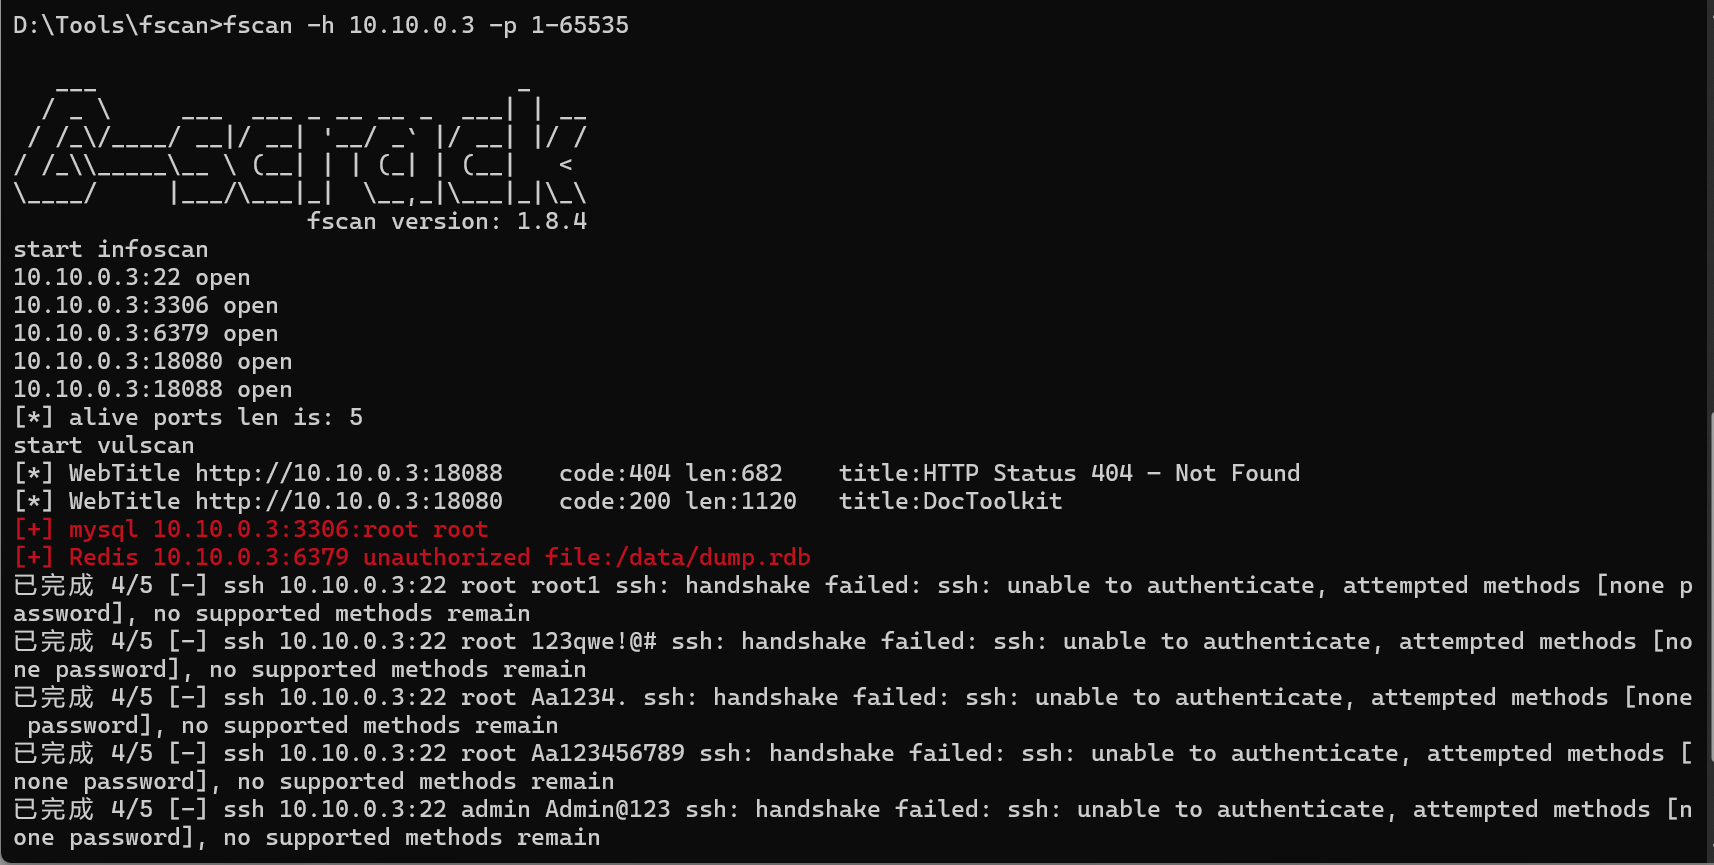 D:\Tools\fscan>fscan -h 10.10.0.3 -p 1-65535
   ___                              _
  / _ \     ___  ___ _ __ __ _  ___| | __
 / /_\/____/ __|/ __| '__/ _` |/ __| |/ /
/ /_\\_____\__ \ (__| | | (_| | (__|   <
\____/     |___/\___|_|  \__,_|\___|_|\_\
                     fscan version: 1.8.4
start infoscan
10.10.0.3:22 open
10.10.0.3:3306 open
10.10.0.3:6379 open
10.10.0.3:18080 open
10.10.0.3:18088 open
[*] alive ports len is: 5
start vulscan
[*] WebTitle http://10.10.0.3:18088    code:404 len:682    title:HTTP Status 404 – Not Found
[*] WebTitle http://10.10.0.3:18080    code:200 len:1120   title:DocToolkit
[+] mysql 10.10.0.3:3306:root root
[+] Redis 10.10.0.3:6379 unauthorized file:/data/dump.rdb
已完成 4/5 [-] ssh 10.10.0.3:22 root root1 ssh: handshake failed: ssh: unable to authenticate, attempted methods [none p
assword], no supported methods remain
已完成 4/5 [-] ssh 10.10.0.3:22 root 123qwe!@# ssh: handshake failed: ssh: unable to authenticate, attempted methods [no
ne password], no supported methods remain
已完成 4/5 [-] ssh 10.10.0.3:22 root Aa1234. ssh: handshake failed: ssh: unable to authenticate, attempted methods [none
 password], no supported methods remain
已完成 4/5 [-] ssh 10.10.0.3:22 root Aa123456789 ssh: handshake failed: ssh: unable to authenticate, attempted methods [
none password], no supported methods remain
已完成 4/5 [-] ssh 10.10.0.3:22 admin Admin@123 ssh: handshake failed: ssh: unable to authenticate, attempted methods [n
one password], no supported methods remain